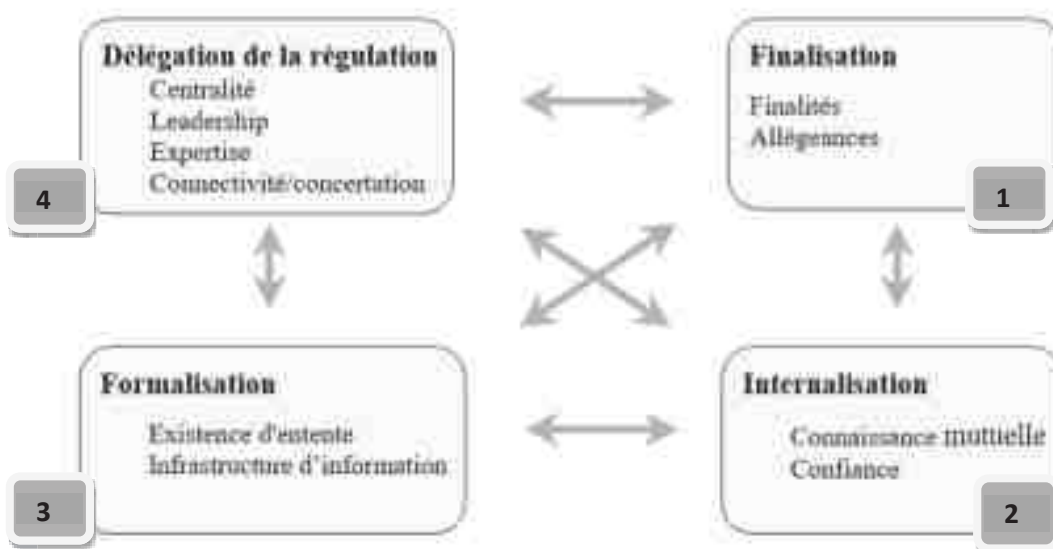 Délégation de la régulation
Centralité
Leadership
Expertise
Connectivité/concertation
4
Finalisation
Finalités
Allégeances
1
Formalisation
Existence d'entente
Infrastructure d'information
3
Internalisation
Connaissance mutuelle
Confiance
2